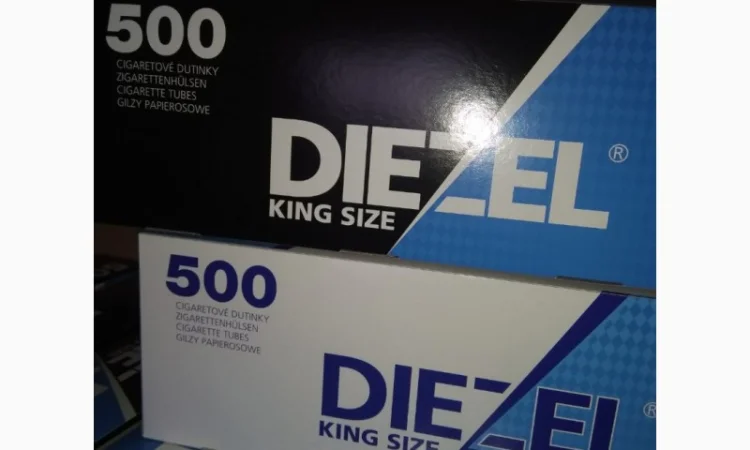 500
CIGARETOVÉ DUTINKY
ZIGARETTENHÜLSEN
CIGARETTE TUBES
GILZY PAPIEROSOWE
DIEZEL®
KING SIZE
500
CIGARETOVÉ DUTINKY
ZIGARETTENHÜLSEN
CIGARETTE TUBES
GILZY PAPIEROSOWE
DIEZEL®
KING SIZE